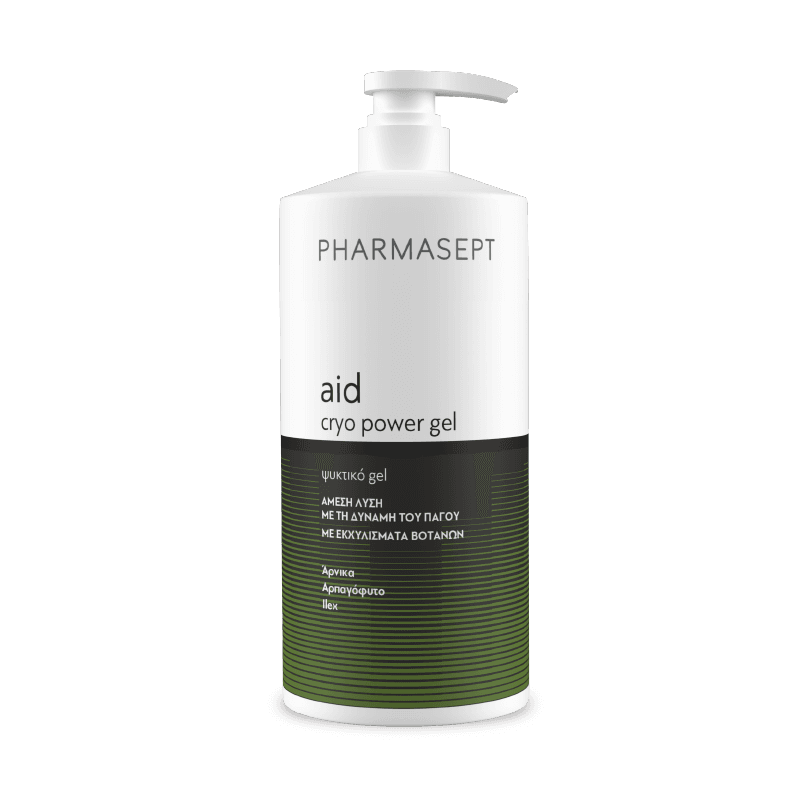 PHARMASEPT
aid
cryo power gel
ψυκτικό gel
ΑΜΕΣΗ ΛΥΣΗ
ΜΕ ΤΗ ΔΥΝΑΜΗ ΤΟΥ ΠΑΓΟΥ
ΜΕ ΕΚΧΥΛΙΣΜΑΤΑ ΒΟΤΑΝΩΝ
Άρνικα
Αρπαγόφυτο
Ilex